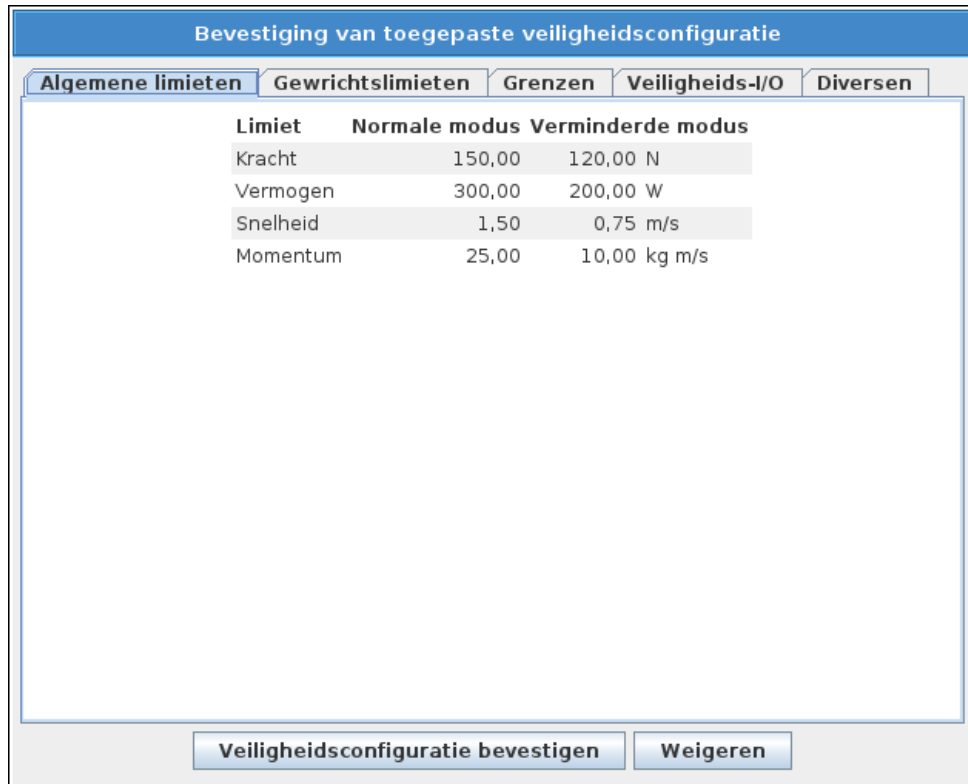 Bevestiging van toegepaste veiligheidsconfiguratie
Algemene limieten Gewrichtslimieten Grenzen Veiligheids-I/O Diversen
Limiet Normale modus Verminderde modus
Kracht 150,00 120,00 N
Vermogen 300,00 200,00 W
Snelheid 1,50 0,75 m/s
Momentum 25,00 10,00 kg m/s
Veiligheidsconfiguratie bevestigen Weigeren